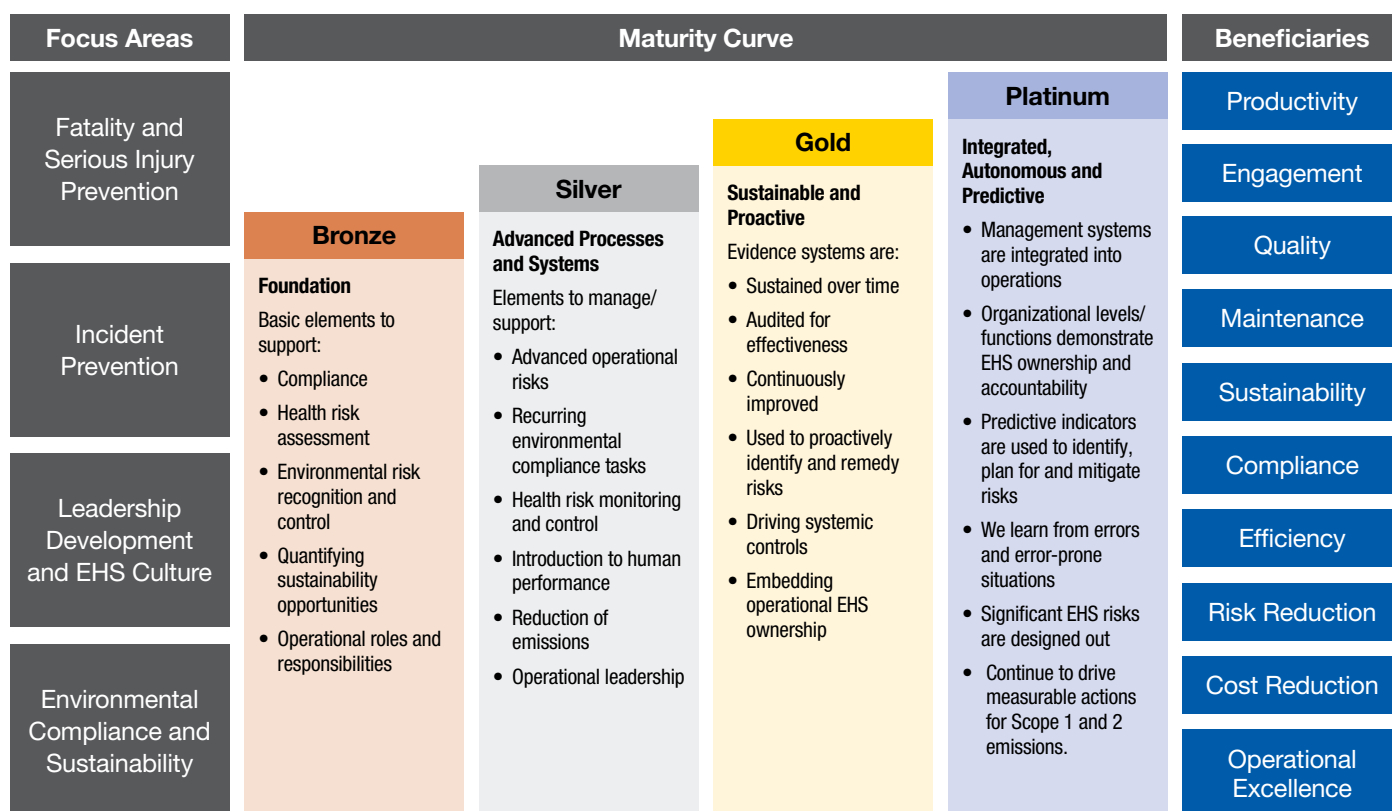 Focus Areas
Fatality and
Serious Injury
Prevention
Incident
Prevention
Leadership
Development
and EHS Culture
Environmental
Compliance and
Sustainability
Maturity Curve
Bronze
Foundation
Basic elements to
support:
• Compliance
• Health risk
assessment
• Environmental risk
recognition and
control
• Quantifying
sustainability
opportunities
• Operational roles and
responsibilities
Silver
Advanced Processes
and Systems
Elements to manage/
support:
• Advanced operational
risks
• Recurring
environmental
compliance tasks
• Health risk monitoring
and control
• Introduction to human
performance
• Reduction of
emissions
• Operational leadership
Gold
Sustainable and
Proactive
Evidence systems are:
• Sustained over time
• Audited for
effectiveness
• Continuously
improved
• Used to proactively
identify and remedy
risks
• Driving systemic
controls
• Embedding
operational EHS
ownership
Platinum
Integrated,
Autonomous and
Predictive
• Management systems
are integrated into
operations
• Organizational levels/
functions demonstrate
EHS ownership and
accountability
• Predictive indicators
are used to identify,
plan for and mitigate
risks
• We learn from errors
and error-prone
situations
• Significant EHS risks
are designed out
• Continue to drive
measurable actions
for Scope 1 and 2
emissions.
Beneficiaries
Productivity
Engagement
Quality
Maintenance
Sustainability
Compliance
Efficiency
Risk Reduction
Cost Reduction
Operational
Excellence